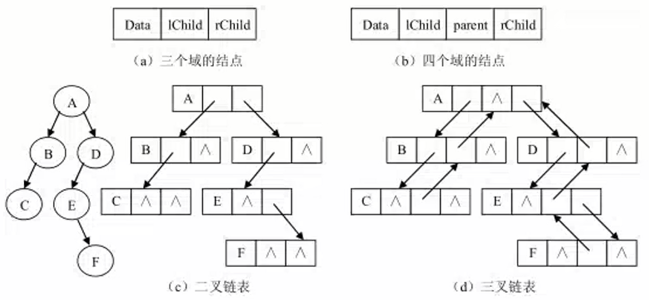 Data lChild rChild
Data lChild parent rChild
(a) 三个域的结点
(b) 四个域的结点
A
B
D
C
E
F
A
B ∧
D ∧
C ∧ ∧
E ∧
F ∧ ∧
(c) 二叉链表
A ∧
B ∧
D ∧
C ∧ ∧
E ∧
F ∧ ∧
(d) 三叉链表